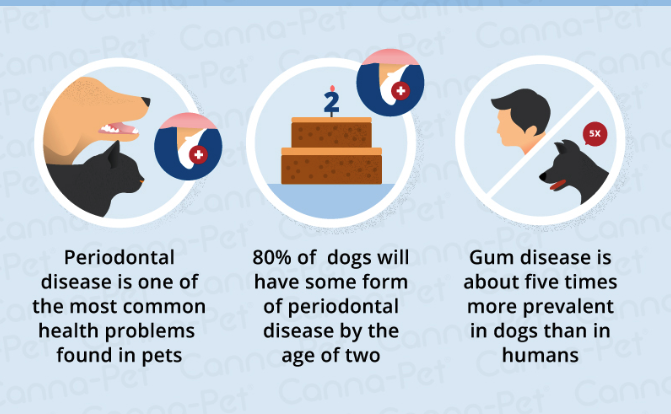 2
5X
Periodontal
disease is one of
the most common
health problems
found in pets
80% of dogs will
have some form
of periodontal
disease by the
age of two
Gum disease is
about five times
more prevalent
in dogs than in
humans
Canna-Pet